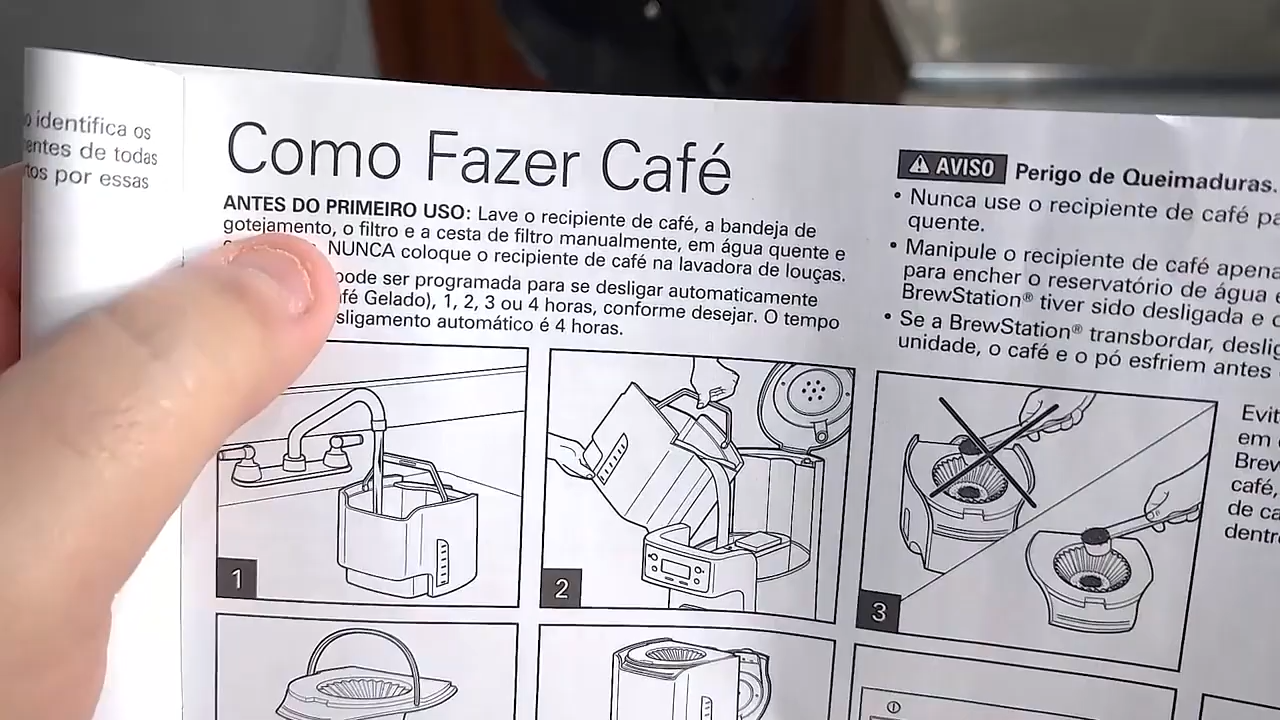 identifica os
entes de todas
tos por essas
Como Fazer Café
ANTES DO PRIMEIRO USO: Lave o recipiente de café, a bandeja de
gotejamento, o filtro e a cesta de filtro manualmente, em água quente e
NUNCA coloque o recipiente de café na lavadora de louças.
pode ser programada para se desligar automaticamente
afé Gelado), 1, 2, 3 ou 4 horas, conforme desejar. O tempo
sligamento automático é 4 horas.
AVISO Perigo de Queimaduras.
• Nunca use o recipiente de café pa
quente.
• Manipule o recipiente de café apena
para encher o reservatório de água
BrewStation® tiver sido desligada e
• Se a BrewStation® transbordar, deslig
unidade, o café e o pó esfriem antes
1
2
3
Evit
em
Brew
café,
de ca
dentro